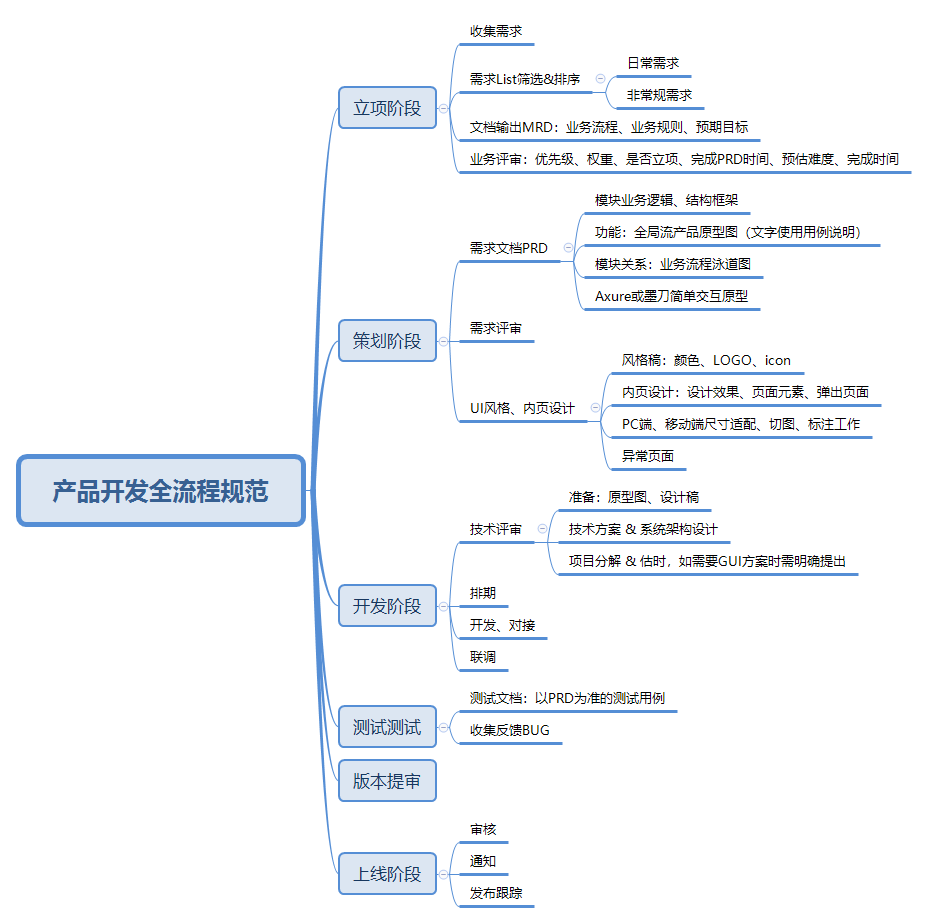 产品开发全流程规范
立项阶段
收集需求
需求List筛选&排序
日常需求
非常规需求
文档输出MRD：业务流程、业务规则、预期目标
业务评审：优先级、权重、是否立项、完成PRD时间、预估难度、完成时间
策划阶段
需求文档PRD
模块业务逻辑、结构框架
功能：全局流产品原型图（文字使用用例说明）
模块关系：业务流程泳道图
Axure或墨刀简单交互原型
需求评审
UI风格、内页设计
风格稿：颜色、LOGO、icon
内页设计：设计效果、页面元素、弹出页面
PC端、移动端尺寸适配、切图、标注工作
异常页面
开发阶段
技术评审
准备：原型图、设计稿
技术方案 & 系统架构设计
项目分解 & 估时，如需要GUI方案时需明确提出
排期
开发、对接
联调
测试测试
测试文档：以PRD为准的测试用例
收集反馈BUG
版本提审
上线阶段
审核
通知
发布跟踪